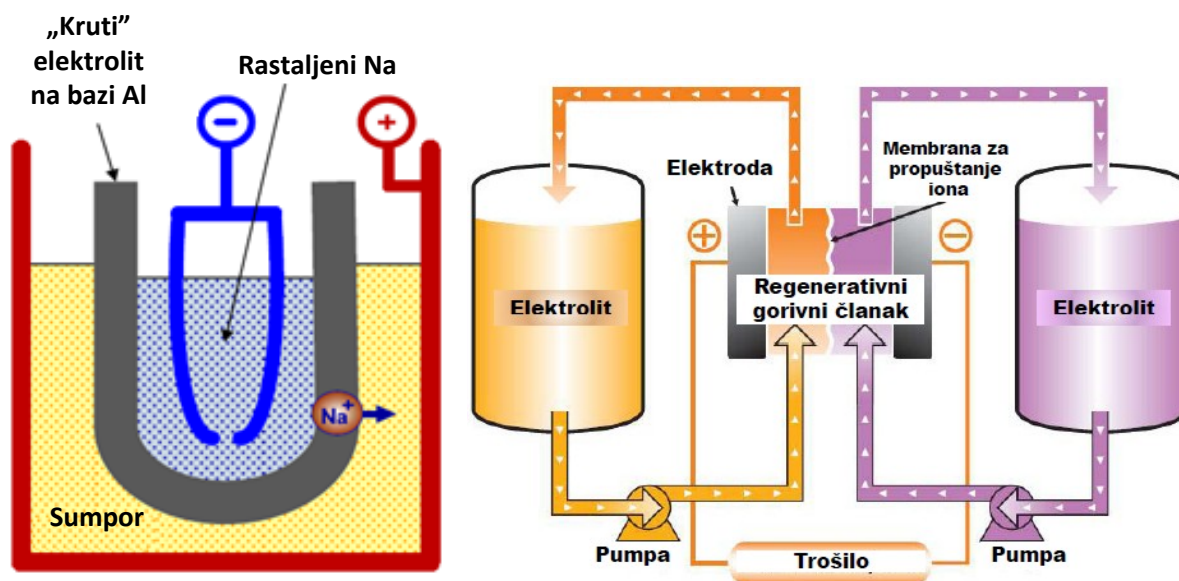 „Kruti”
elektrolit
na bazi Al
Rastaljeni Na
−
+
Na+
Sumpor
Elektroda
Membrana za
propuštanje
iona
+
−
Elektrolit
Regenerativni
gorivni članak
Elektrolit
Pumpa
Trošilo
Pumpa